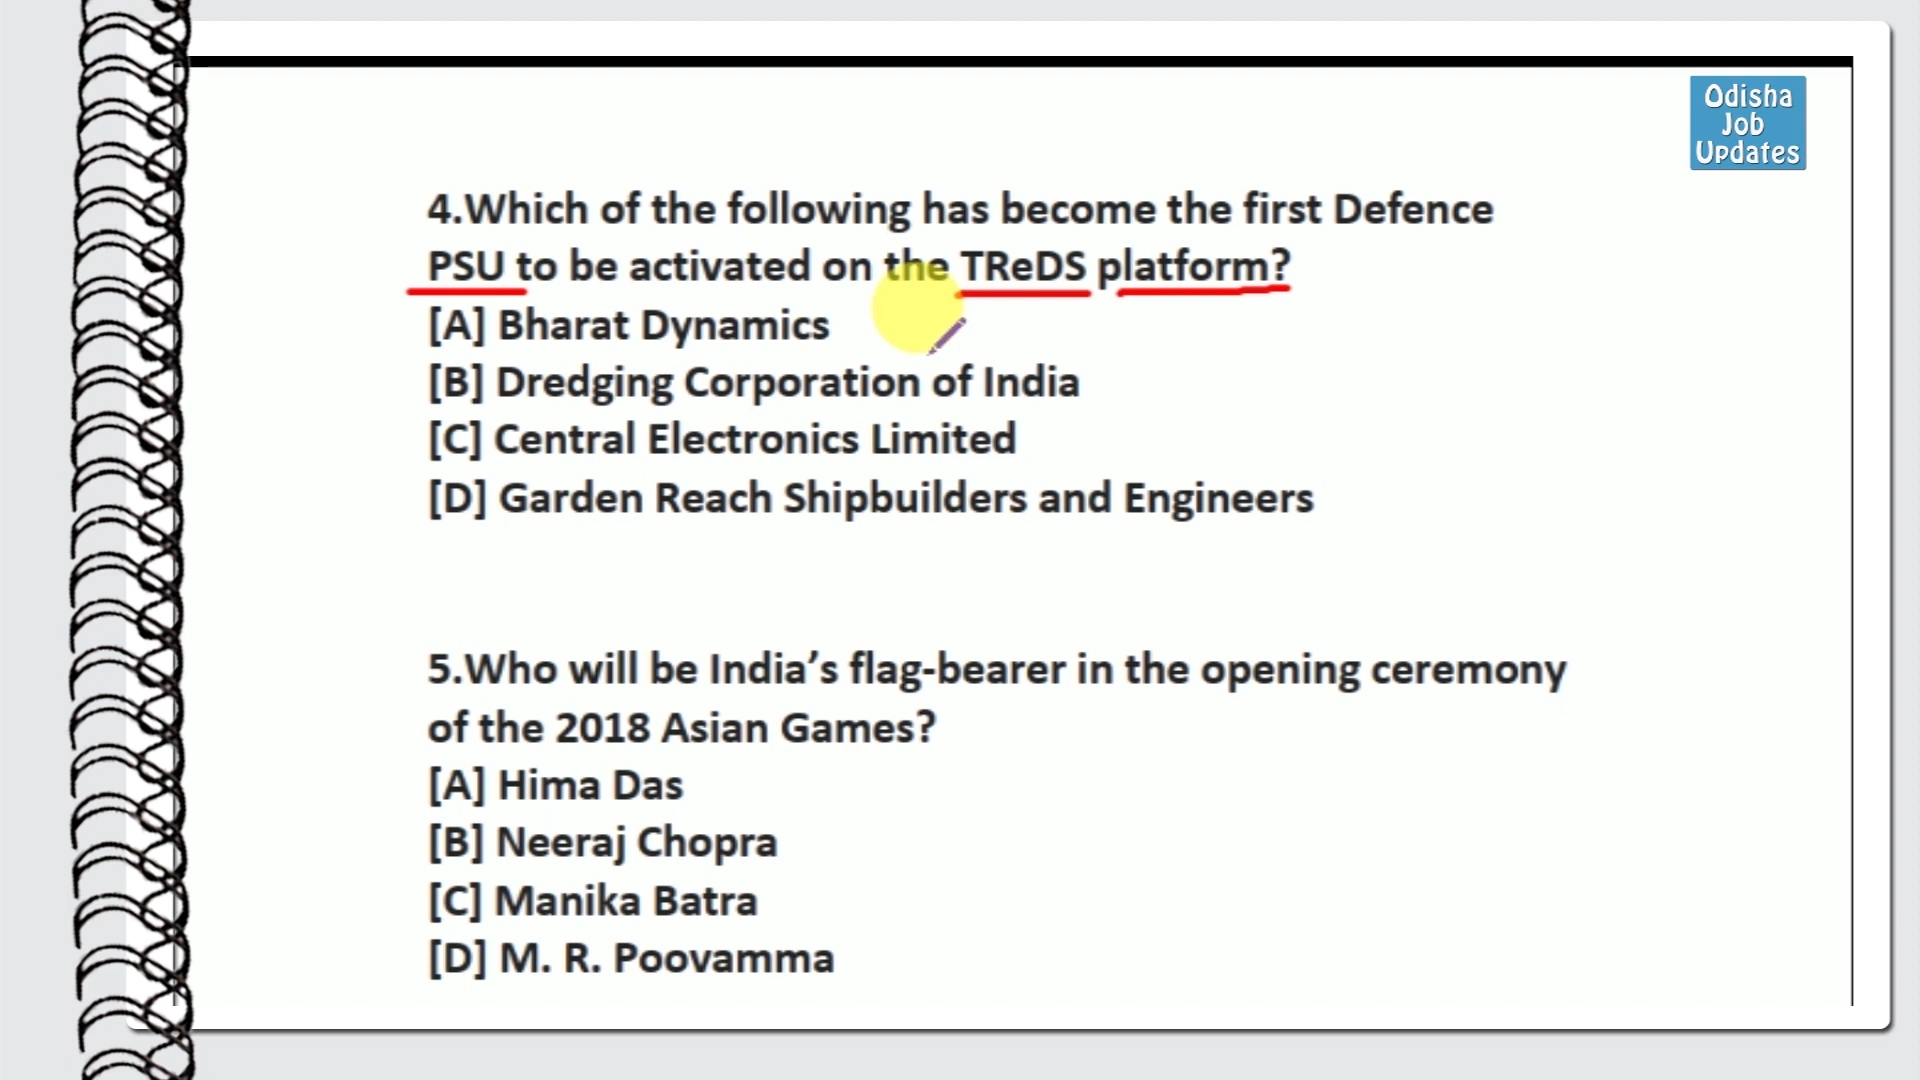 Odisha
Job
Updates
4.Which of the following has become the first Defence
PSU to be activated on the TReDS platform?
[A] Bharat Dynamics
[B] Dredging Corporation of India
[C] Central Electronics Limited
[D] Garden Reach Shipbuilders and Engineers
5.Who will be India’s flag-bearer in the opening ceremony
of the 2018 Asian Games?
[A] Hima Das
[B] Neeraj Chopra
[C] Manika Batra
[D] M. R. Poovamma